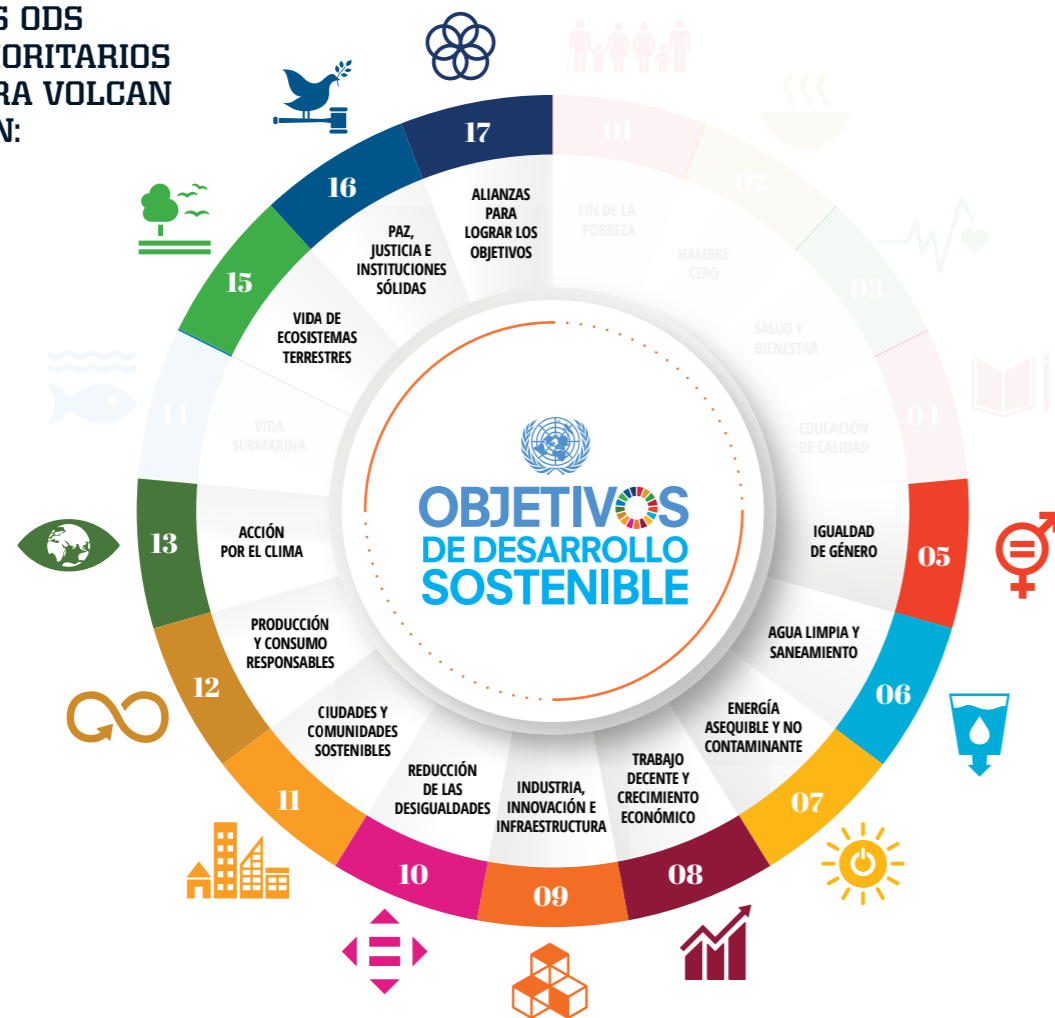 S ODS
IORITARIOS
RA VOLCAN
N:
01
FIN DE LA
POBREZA
02
HAMBRE
CERO
03
SALUD Y
BIENESTAR
04
EDUCACIÓN
DE CALIDAD
05
IGUALDAD
DE GÉNERO
06
AGUA LIMPIA Y
SANEAMIENTO
07
ENERGÍA
ASEQUIBLE Y NO
CONTAMINANTE
08
TRABAJO
DECENTE Y
CRECIMIENTO
ECONÓMICO
09
INDUSTRIA,
INNOVACIÓN E
INFRAESTRUCTURA
10
REDUCCIÓN
DE LAS
DESIGUALDADES
11
CIUDADES Y
COMUNIDADES
SOSTENIBLES
12
PRODUCCIÓN
Y CONSUMO
RESPONSABLES
13
ACCIÓN
POR EL CLIMA
14
VIDA
SUBMARINA
15
VIDA DE
ECOSISTEMAS
TERRESTRES
16
PAZ,
JUSTICIA E
INSTITUCIONES
SÓLIDAS
17
ALIANZAS
PARA
LOGRAR LOS
OBJETIVOS
OBJETIVOS
DE DESARROLLO
SOSTENIBLE